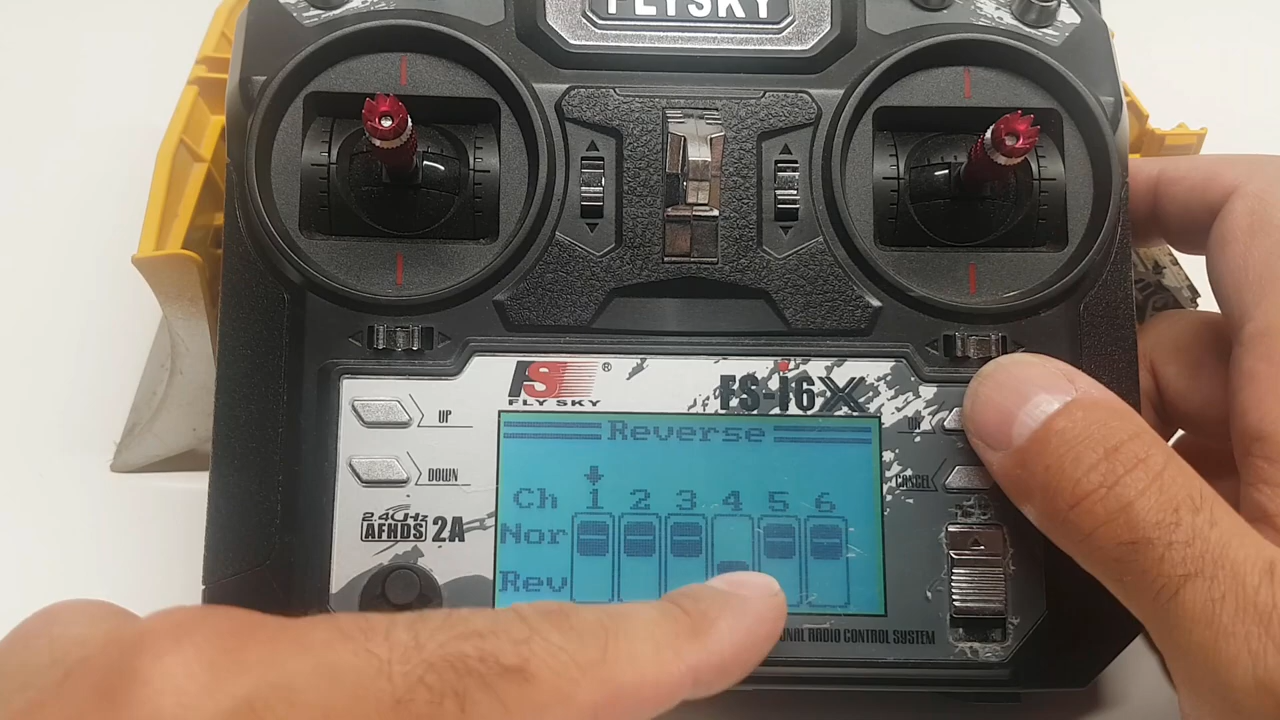 FLYSKY
FS®
FLY SKY
FS-i6X
UP
DOWN
2.4GHz
AFHDS 2A
Reverse
Ch 1 2 3 4 5 6
Nor
Rev
CANCEL
ONAL RADIO CONTROL SYSTEM